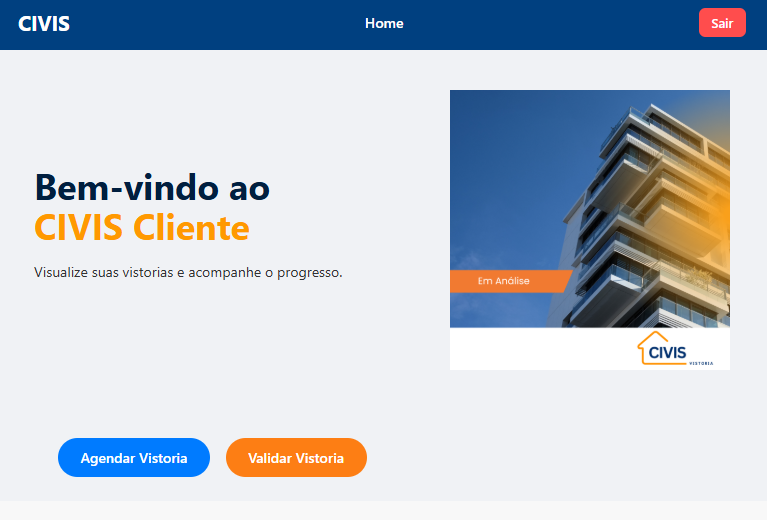 CIVIS
Home
Sair
Bem-vindo ao
CIVIS Cliente
Visualize suas vistorias e acompanhe o progresso.
Em Análise
CIVIS
VISTORIA
Agendar Vistoria
Validar Vistoria